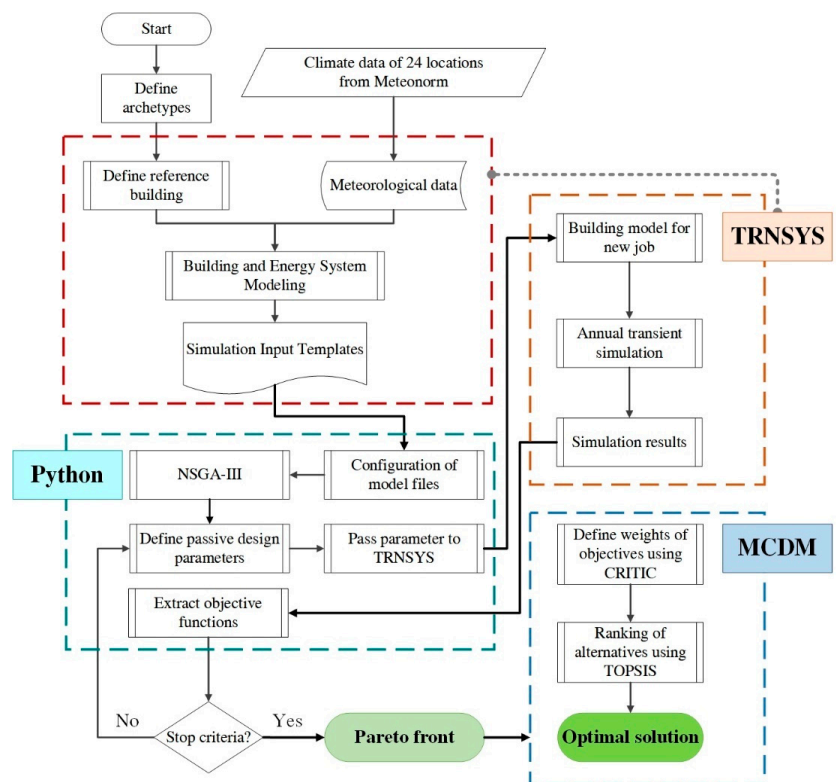 Start
Climate data of 24 locations
from Meteonorm
Define
archetypes
Define reference
building
Meteorological data
Building and Energy System
Modeling
Simulation Input Templates
Building model for
new job
TRNSYS
Annual transient
simulation
Simulation results
Python
NSGA-III
Configuration of
model files
Define passive design
parameters
Pass parameter to
TRNSYS
Extract objective
functions
No
Stop criteria?
Yes
Pareto front
Define weights of
objectives using
CRITIC
MCDM
Ranking of
alternatives using
TOPSIS
Optimal solution